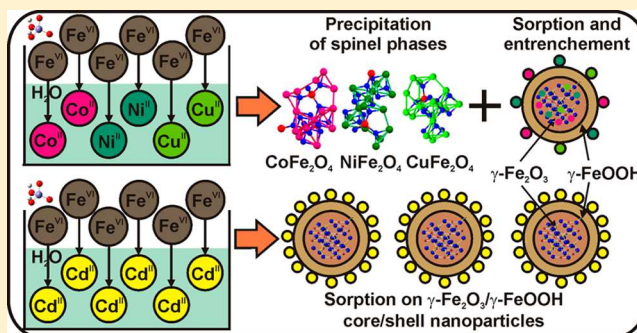 Fe^VI Fe^VI Fe^VI
Fe^VI Fe^VI Fe^VI
H₂O
Co^II Ni^II Cu^II
Co^II Ni^II Cu^II
Precipitation
of spinel phases
CoFe₂O₄ NiFe₂O₄ CuFe₂O₄
+
Sorption and
entrenchement
γ-Fe₂O₃ γ-FeOOH
Fe^VI Fe^VI Fe^VI
Fe^VI Fe^VI Fe^VI
H₂O
Cd^II Cd^II Cd^II
Cd^II Cd^II Cd^II
Sorption on γ-Fe₂O₃/γ-FeOOH
core/shell nanoparticles